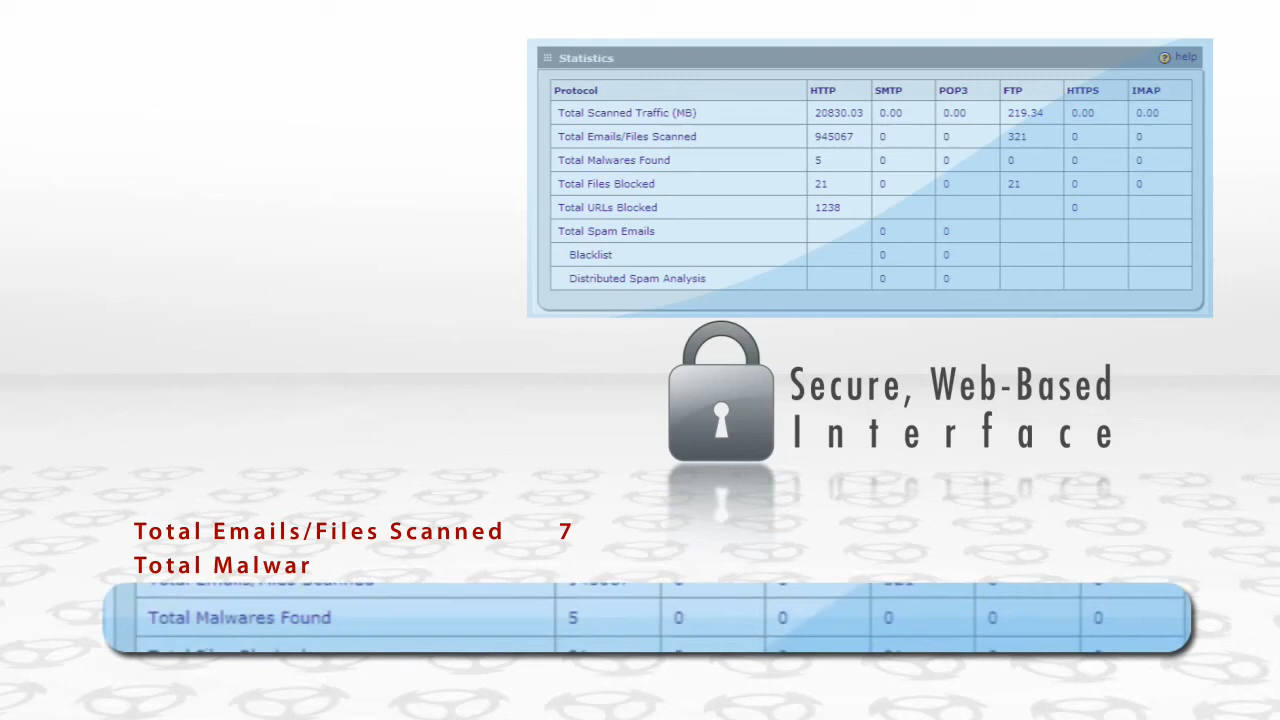 Statistics help
Protocol HTTP SMTP POP3 FTP HTTPS IMAP
Total Scanned Traffic (MB) 20830.03 0.00 0.00 219.34 0.00 0.00
Total Emails/Files Scanned 945067 0 0 321 0 0
Total Malwares Found 5 0 0 0 0 0
Total Files Blocked 21 0 0 21 0 0
Total URLs Blocked 1238 0
Total Spam Emails 0 0
Blacklist 0 0
Distributed Spam Analysis 0 0
Secure, Web-Based
Interface
Total Emails/Files Scanned 7
Total Malwar
Total Malwares Found 5 0 0 0 0 0